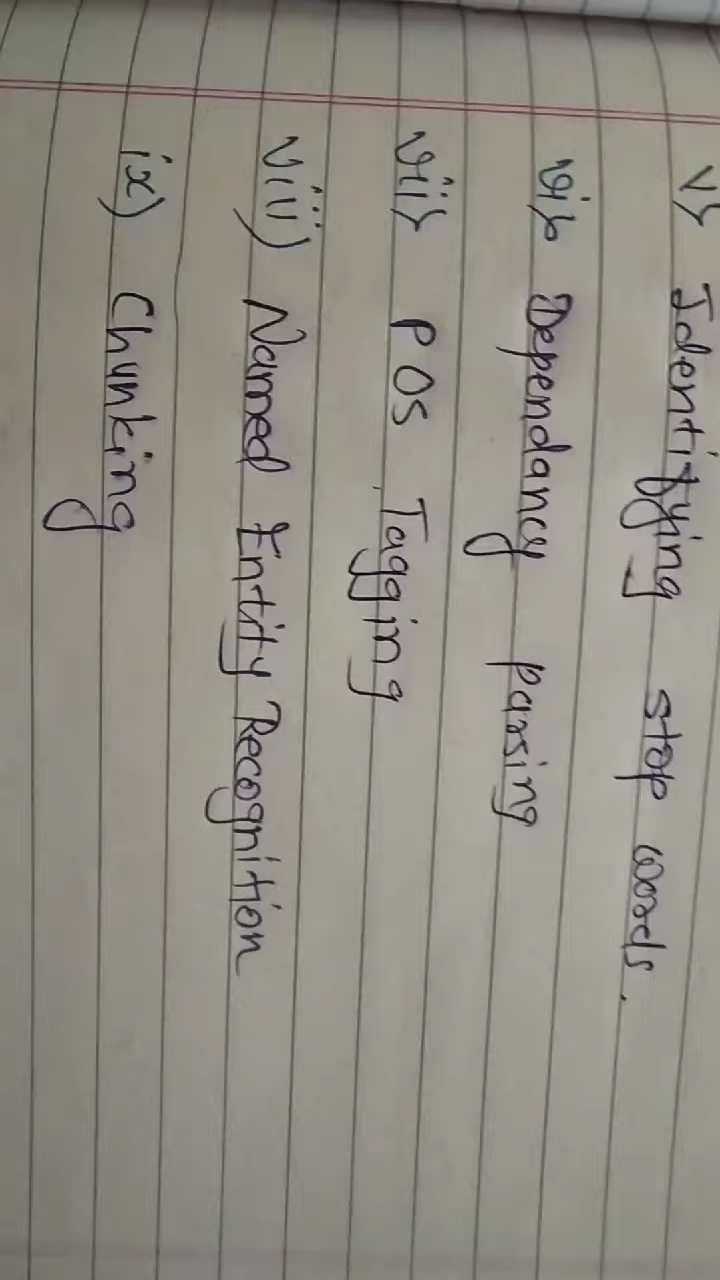 v) Identifying stop words.
vi) Dependancy parsing
vii) POS Tagging
viii) Named Entity Recognition
ix) Chunking